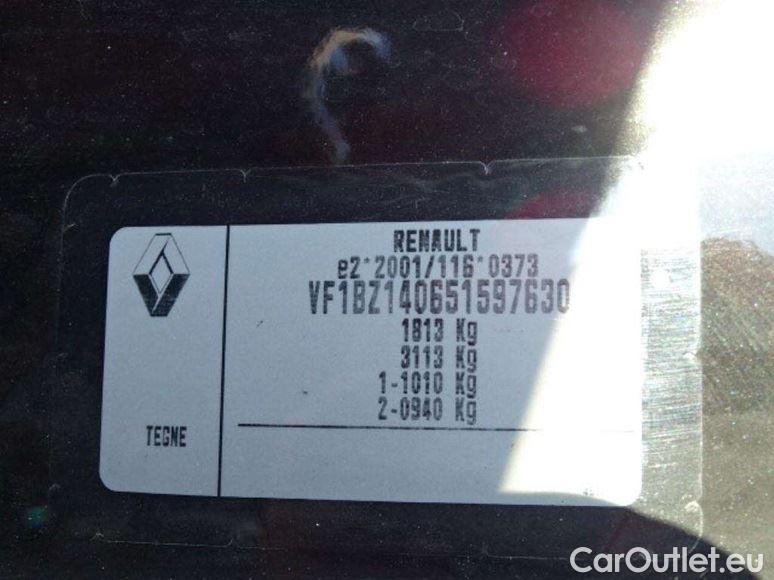 RENAULT
e2*2001/116*0373
VF1BZ140651597630
1813 Kg
3113 Kg
1-1010 Kg
2-0940 Kg
TEGNE
CarOutlet.eu